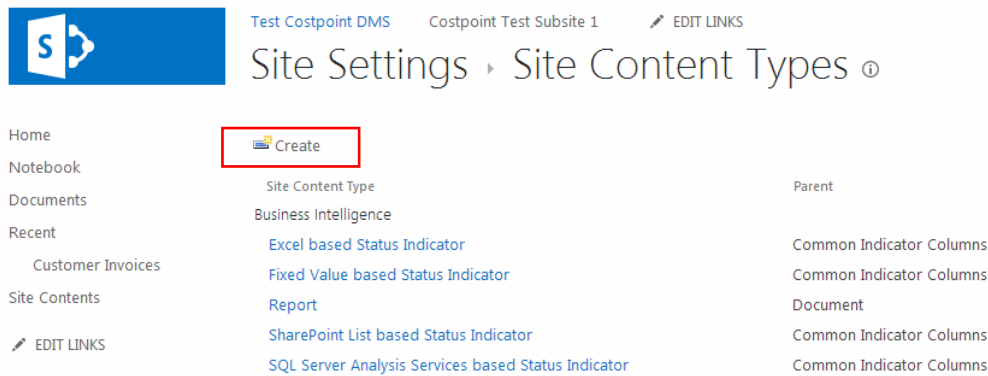 S
Test Costpoint DMS Costpoint Test Subsite 1 EDIT LINKS
Site Settings › Site Content Types
Home
Notebook
Documents
Recent
Customer Invoices
Site Contents
EDIT LINKS
Create
Site Content Type Parent
Business Intelligence
Excel based Status Indicator Common Indicator Columns
Fixed Value based Status Indicator Common Indicator Columns
Report Document
SharePoint List based Status Indicator Common Indicator Columns
SQL Server Analysis Services based Status Indicator Common Indicator Columns